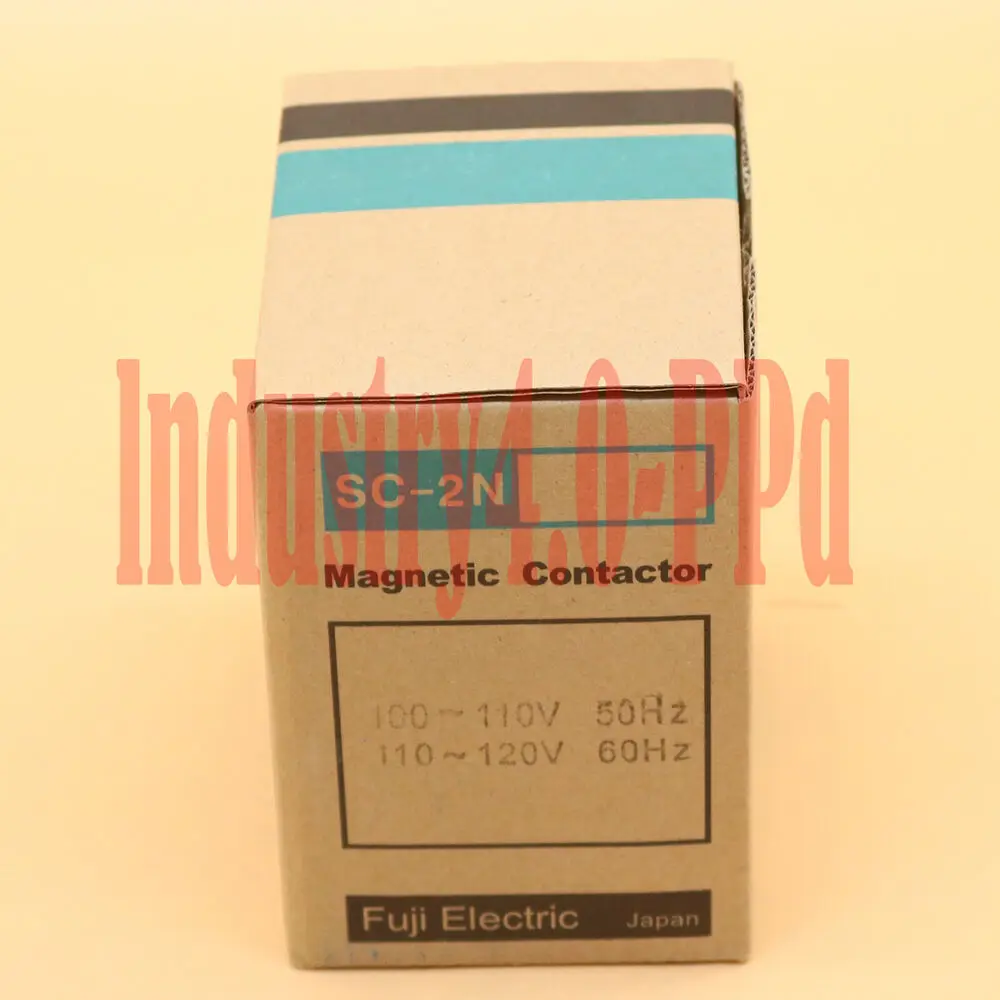 Industry4.0-PPd
SC-2N
Magnetic Contactor
100~110V 50Hz
110~120V 60Hz
Fuji Electric Japan